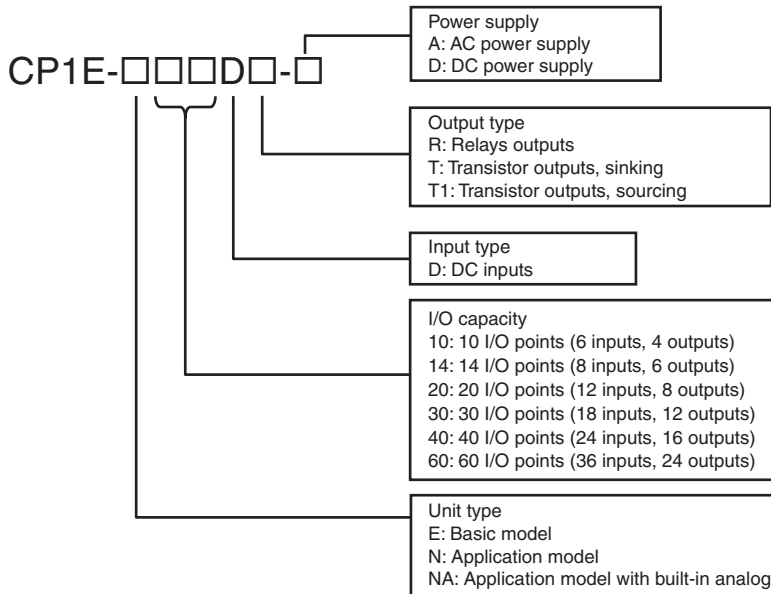 CP1E-□□□D□-□
Power supply
A: AC power supply
D: DC power supply
Output type
R: Relays outputs
T: Transistor outputs, sinking
T1: Transistor outputs, sourcing
Input type
D: DC inputs
I/O capacity
10: 10 I/O points (6 inputs, 4 outputs)
14: 14 I/O points (8 inputs, 6 outputs)
20: 20 I/O points (12 inputs, 8 outputs)
30: 30 I/O points (18 inputs, 12 outputs)
40: 40 I/O points (24 inputs, 16 outputs)
60: 60 I/O points (36 inputs, 24 outputs)
Unit type
E: Basic model
N: Application model
NA: Application model with built-in analog